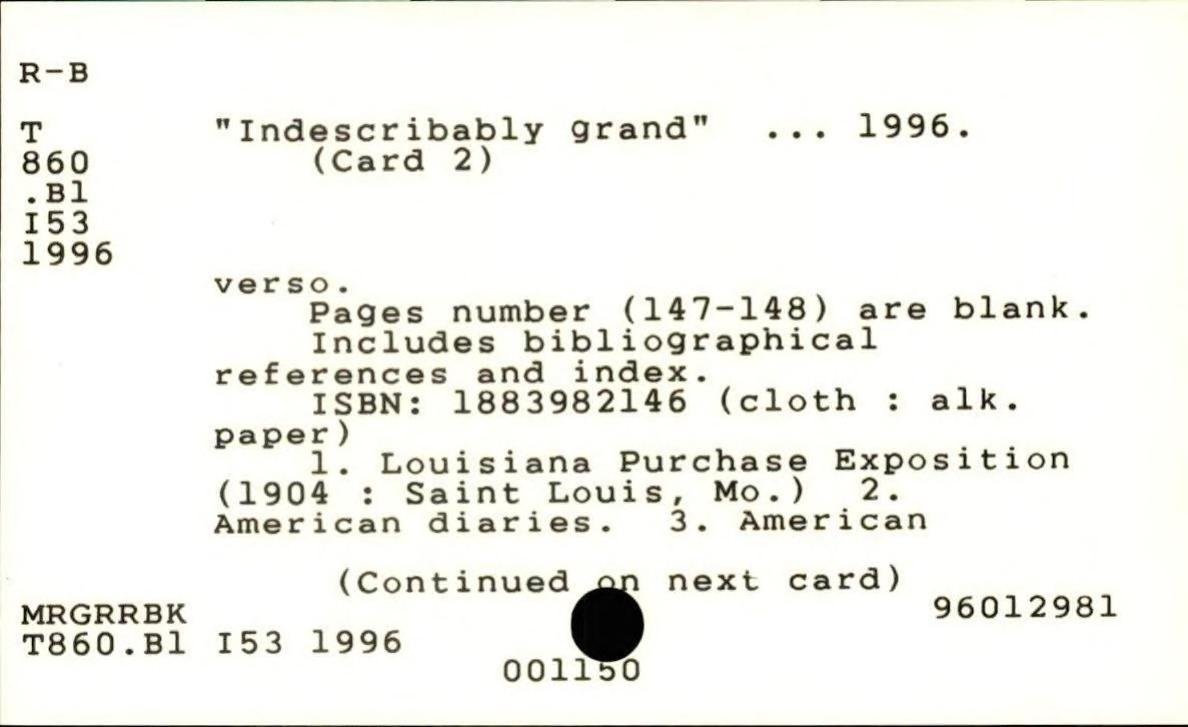 R-B
T "Indescribably grand" ... 1996.
860 (Card 2)
.B1
I53
1996
verso.
Pages number (147-148) are blank.
Includes bibliographical
references and index.
ISBN: 1883982146 (cloth : alk.
paper)
1. Louisiana Purchase Exposition
(1904 : Saint Louis, Mo.) 2.
American diaries. 3. American
(Continued on next card)
MRGRRBK 96012981
T860.B1 I53 1996
001150